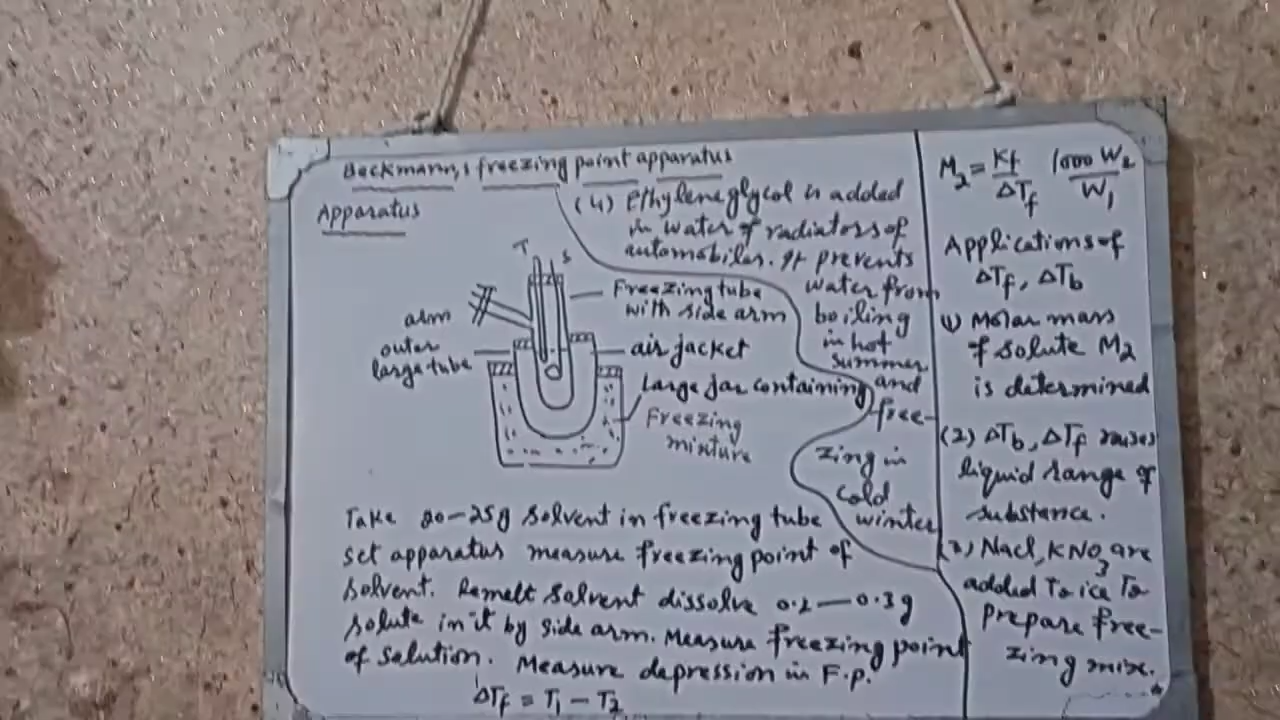 Beckmann,s freezing point apparatus
Apparatus
T S
Freezing tube
with side arm
arm
outer
large tube
air jacket
Large jar containing
Freezing
mixture
Take 20-25g solvent in freezing tube
set apparatus measure freezing point of
solvent. Remelt solvent dissolve 0.2—0.3g
solute in it by side arm. Measure freezing point
of solution. Measure depression in F.p.
ΔTf = T1 - T2
M2 = Kf/ΔTf 1000 W2/W1
Applications of
ΔTf, ΔTb
(1) Molar mass
of solute M2
is determined
(2) ΔTb, ΔTf raises
liquid range of
substance.
(3) NaCl, KNO3 are
added To ice To
prepare free-
zing mix.
(4) Ethylene glycol is added
in water of radiators of
automobiles. It prevents
water from
boiling
in hot
summer
and
free-
zing in
cold
winter